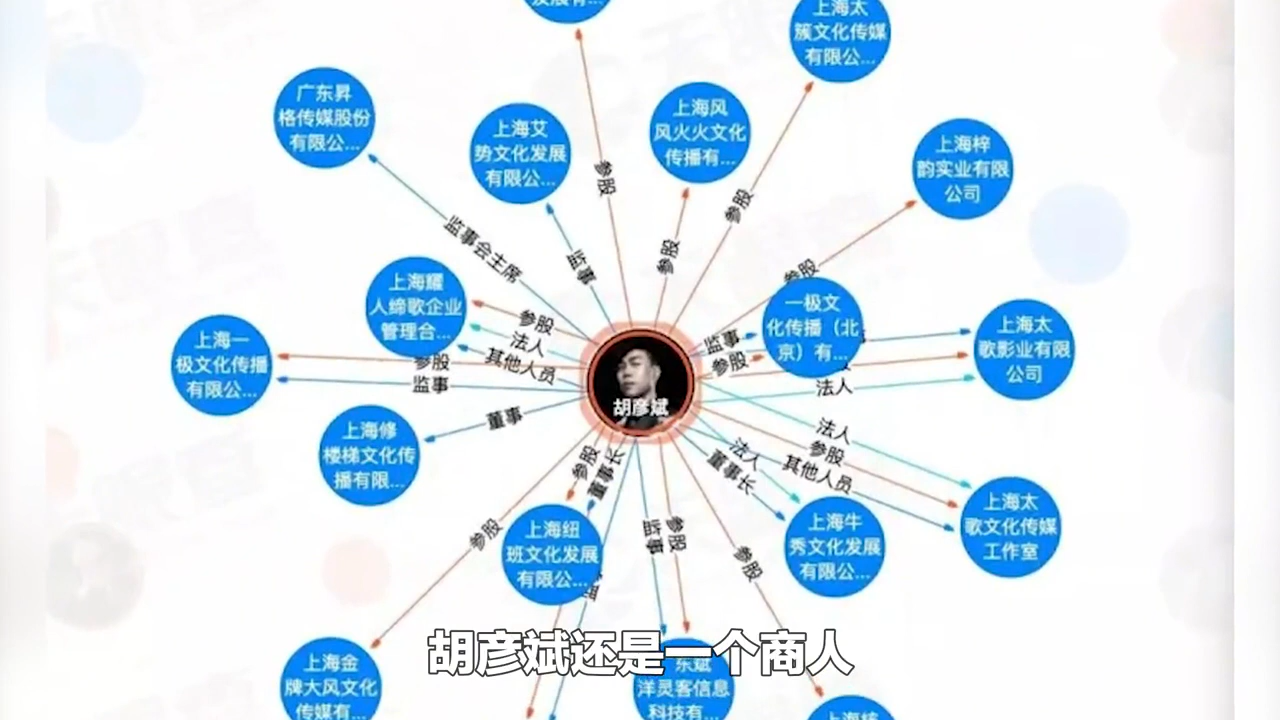 发展有...
上海太
簇文化传媒
有限公...
广东昇
格传媒股份
有限公...
上海艾
势文化发展
有限公...
上海风
风火火文化
传播有...
上海梓
韵实业有限
公司
参股
参股
参股
参股
监事会主席
董事
上海耀
人缔歌企业
管理合...
参股
法人
其他人员
上海一
极文化传播
有限公...
参股
监事
一极文
化传播（北
京）有...
监事
参股
上海太
歌影业有限
公司
法人
胡彦斌
上海修
楼梯文化传
播有限...
董事
法人
参股
其他人员
上海太
歌文化传媒
工作室
法人
董事长
上海牛
秀文化发展
有限公...
参股
董事长
上海纽
班文化发展
有限公...
参股
监事
参股
参股
上海金
牌大风文化
传媒有...
东斌
洋灵客信息
科技有...
胡彦斌还是一个商人